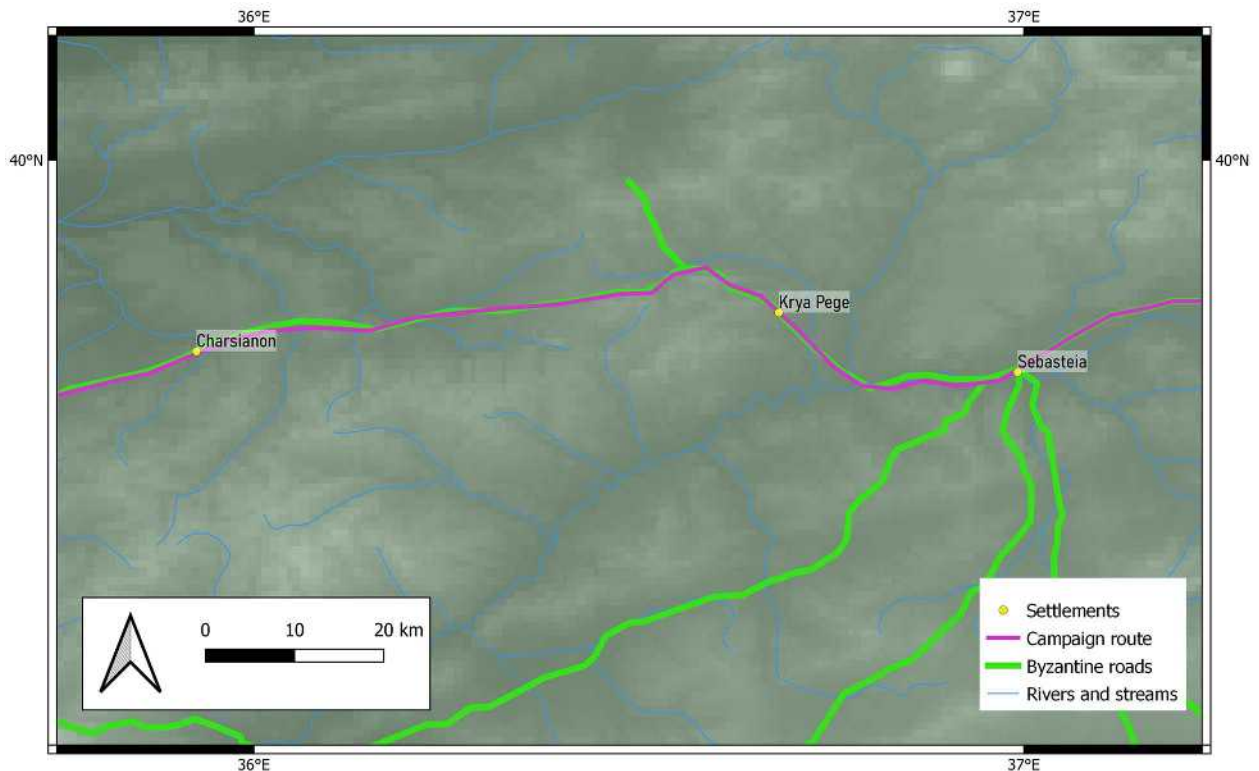 36°E
37°E
40°N
40°N
Krya Pege
Charsianon
Sebasteia
0 10 20 km
Settlements
Campaign route
Byzantine roads
Rivers and streams
36°E
37°E